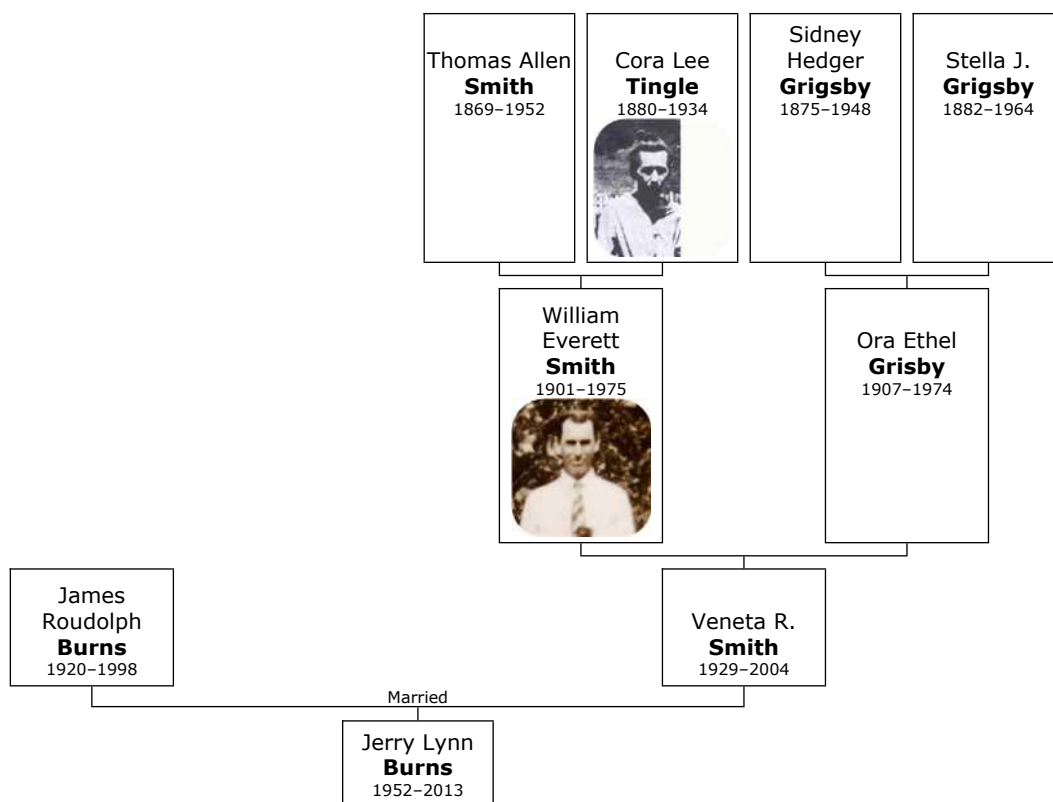 Thomas Allen
Smith
1869–1952
Cora Lee
Tingle
1880–1934
Sidney
Hedger
Grigsby
1875–1948
Stella J.
Grigsby
1882–1964
William
Everett
Smith
1901–1975
Ora Ethel
Grisby
1907–1974
James
Roudolph
Burns
1920–1998
Veneta R.
Smith
1929–2004
Married
Jerry Lynn
Burns
1952–2013